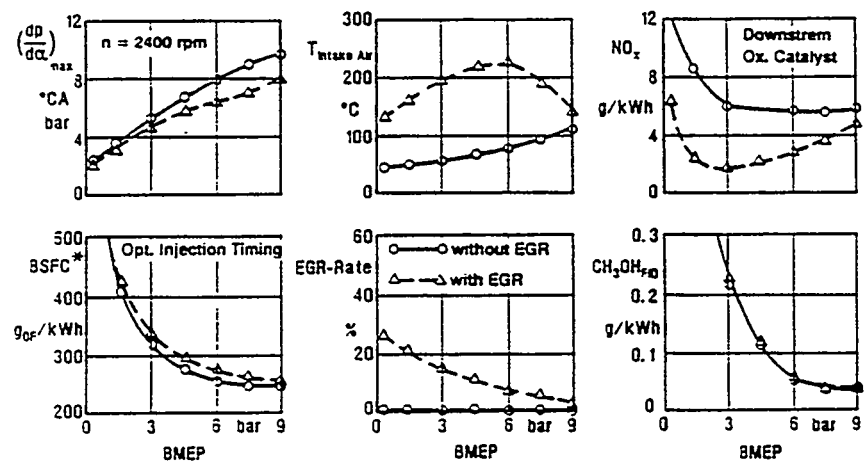 (dp/dα)max
°CA
bar
12
8
4
0
n = 2400 rpm
T Intake Air
°C
300
200
100
0
NOx
g/kWh
12
8
4
0
Downstrem
Ox. Catalyst
BSFC*
gDF/kWh
500
400
300
200
Opt. Injection Timing
0 3 6 bar 9
BMEP
EGR-Rate
%
60
40
20
0
without EGR
with EGR
0 3 6 bar 9
BMEP
CH3OHFID
g/kWh
0.3
0.2
0.1
0
0 3 6 bar 9
BMEP